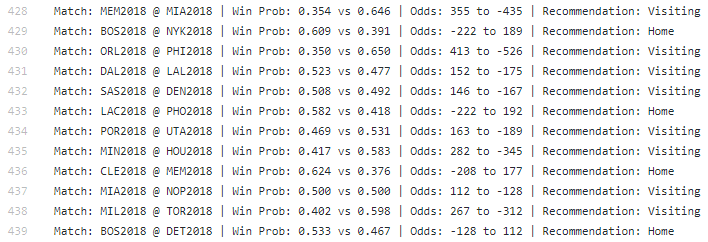 428 Match: MEM2018 @ MIA2018 | Win Prob: 0.354 vs 0.646 | Odds: 355 to -435 | Recommendation: Visiting
429 Match: BOS2018 @ NYK2018 | Win Prob: 0.609 vs 0.391 | Odds: -222 to 189 | Recommendation: Home
430 Match: ORL2018 @ PHI2018 | Win Prob: 0.350 vs 0.650 | Odds: 413 to -526 | Recommendation: Visiting
431 Match: DAL2018 @ LAL2018 | Win Prob: 0.523 vs 0.477 | Odds: 152 to -175 | Recommendation: Visiting
432 Match: SAS2018 @ DEN2018 | Win Prob: 0.508 vs 0.492 | Odds: 146 to -167 | Recommendation: Visiting
433 Match: LAC2018 @ PHO2018 | Win Prob: 0.582 vs 0.418 | Odds: -222 to 192 | Recommendation: Home
434 Match: POR2018 @ UTA2018 | Win Prob: 0.469 vs 0.531 | Odds: 163 to -189 | Recommendation: Visiting
435 Match: MIN2018 @ HOU2018 | Win Prob: 0.417 vs 0.583 | Odds: 282 to -345 | Recommendation: Visiting
436 Match: CLE2018 @ MEM2018 | Win Prob: 0.624 vs 0.376 | Odds: -208 to 177 | Recommendation: Home
437 Match: MIA2018 @ NOP2018 | Win Prob: 0.500 vs 0.500 | Odds: 112 to -128 | Recommendation: Visiting
438 Match: MIL2018 @ TOR2018 | Win Prob: 0.402 vs 0.598 | Odds: 267 to -312 | Recommendation: Visiting
439 Match: BOS2018 @ DET2018 | Win Prob: 0.533 vs 0.467 | Odds: -128 to 112 | Recommendation: Home